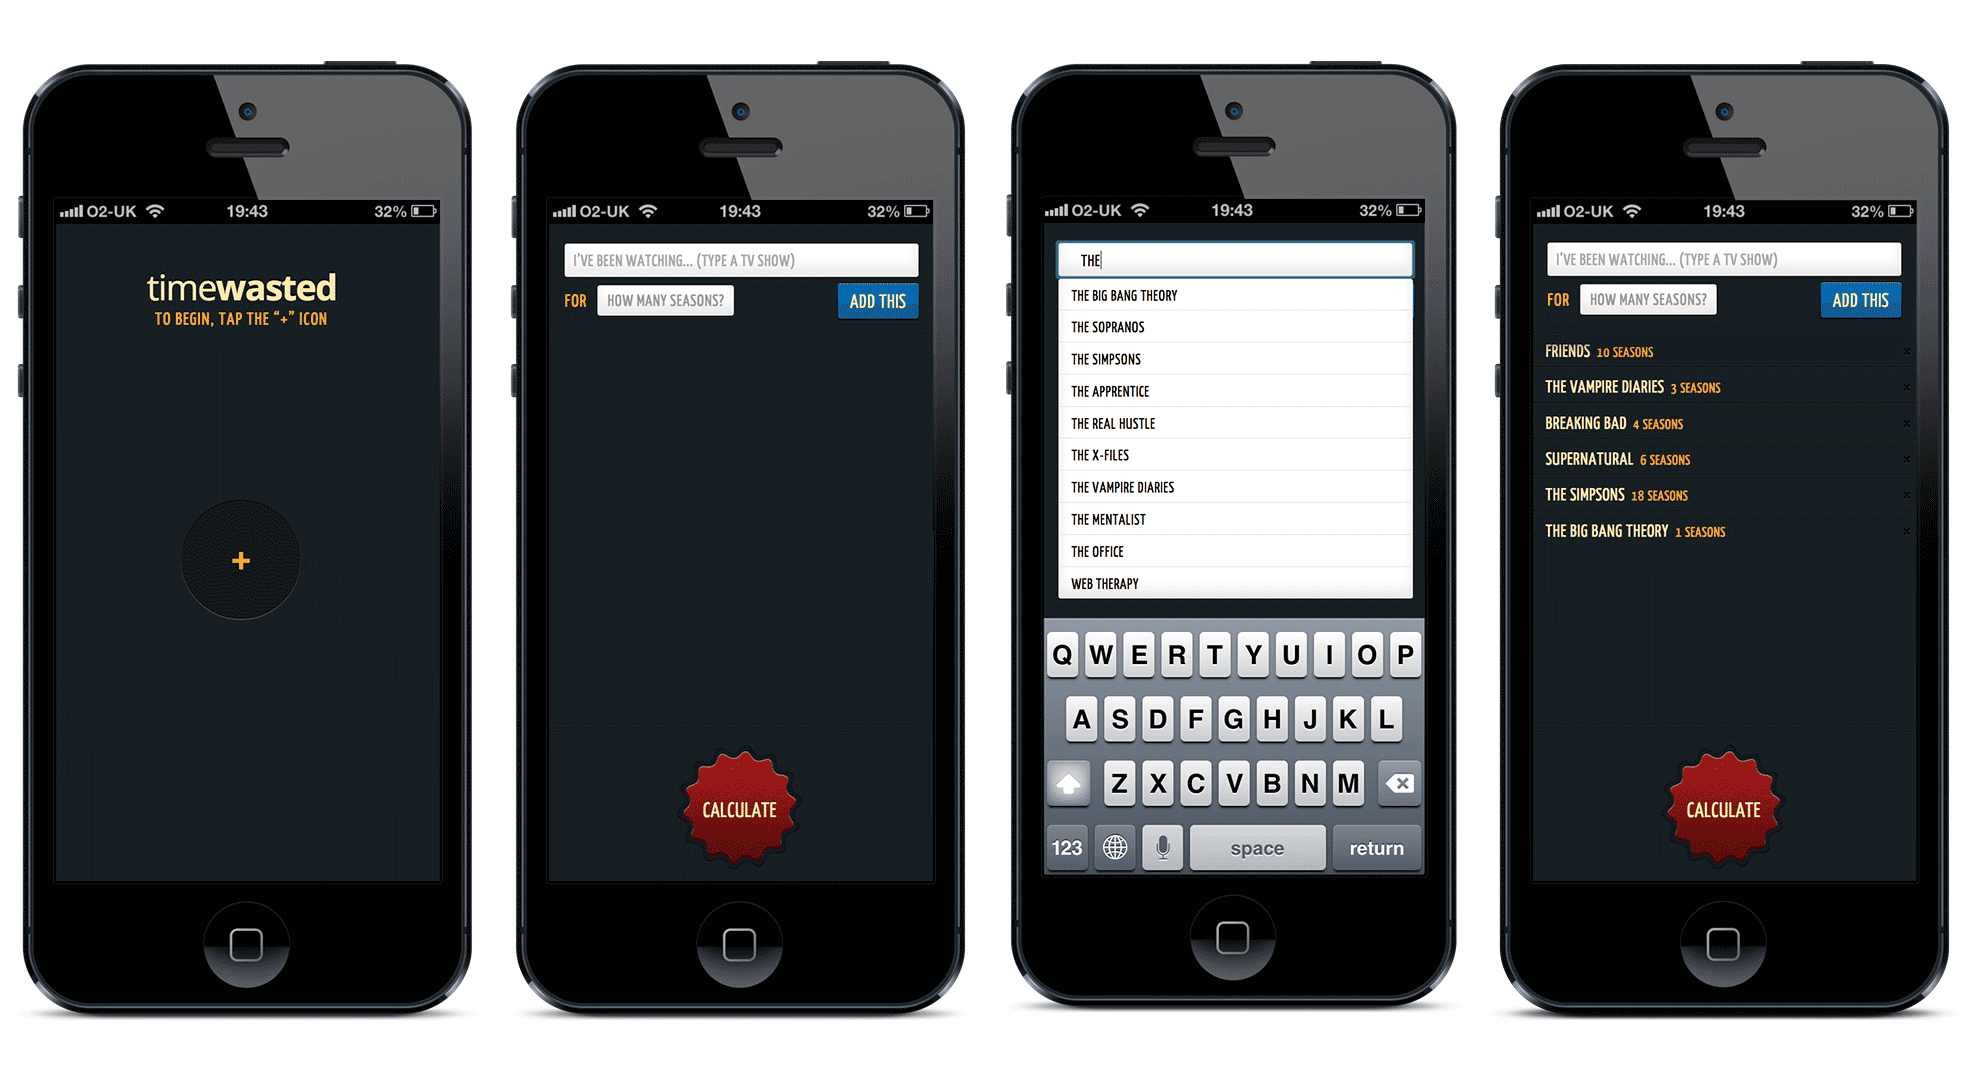 O2-UK 19:43 32%
timewasted
TO BEGIN, TAP THE “+” ICON
+
O2-UK 19:43 32%
I'VE BEEN WATCHING... (TYPE A TV SHOW)
FOR HOW MANY SEASONS? ADD THIS
CALCULATE
O2-UK 19:43 32%
THE
THE BIG BANG THEORY
THE SOPRANOS
THE SIMPSONS
THE APPRENTICE
THE REAL HUSTLE
THE X-FILES
THE VAMPIRE DIARIES
THE MENTALIST
THE OFFICE
WEB THERAPY
Q W E R T Y U I O P
A S D F G H J K L
Z X C V B N M
123 space return
O2-UK 19:43 32%
I'VE BEEN WATCHING... (TYPE A TV SHOW)
FOR HOW MANY SEASONS? ADD THIS
FRIENDS 10 SEASONS
THE VAMPIRE DIARIES 3 SEASONS
BREAKING BAD 4 SEASONS
SUPERNATURAL 6 SEASONS
THE SIMPSONS 18 SEASONS
THE BIG BANG THEORY 1 SEASONS
CALCULATE